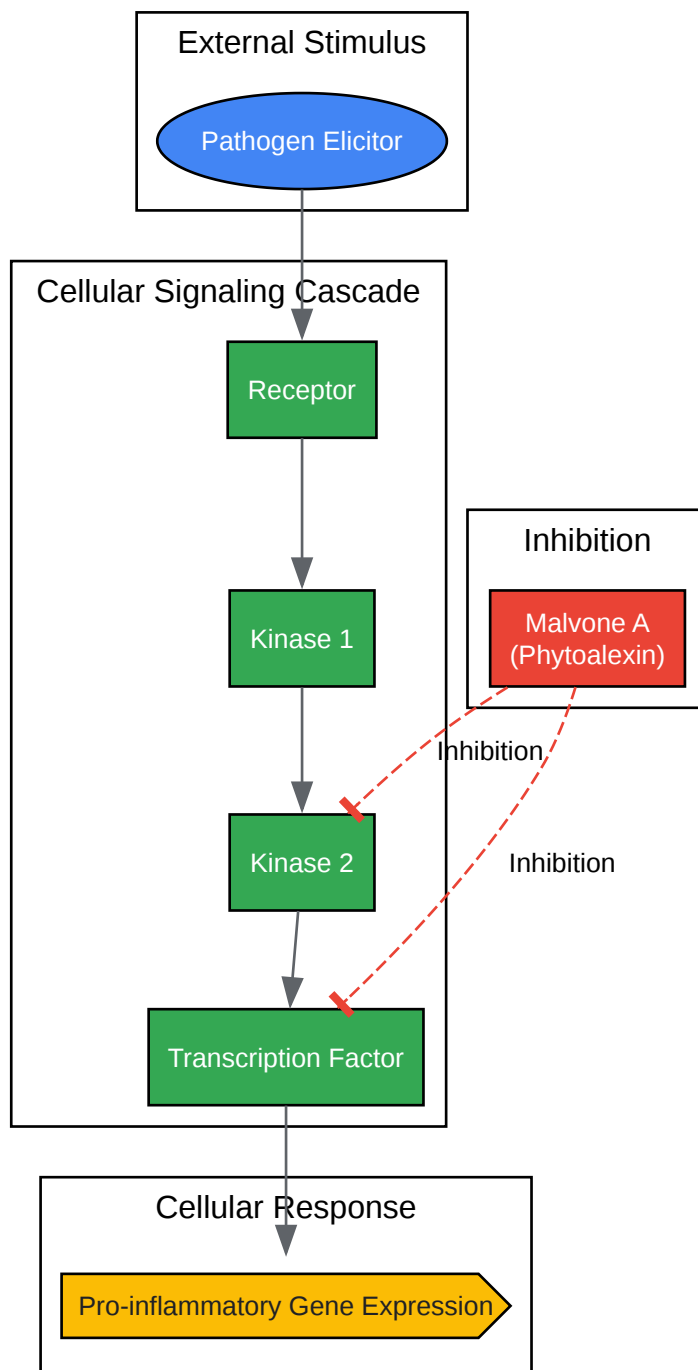 External Stimulus
Pathogen Elicitor
Cellular Signaling Cascade
Receptor
Inhibition
Kinase 1
Malvone A
(Phytoalexin)
Inhibition
Kinase 2
Inhibition
Transcription Factor
Cellular Response
Pro-inflammatory Gene Expression